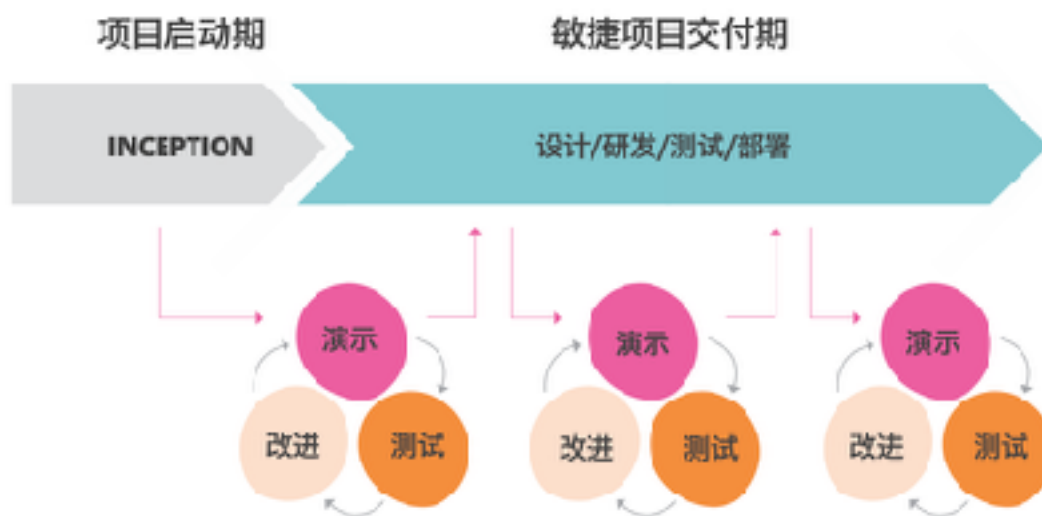 项目启动期
敏捷项目交付期
INCEPTION
设计/研发/测试/部署
演示
演示
演示
改进
测试
改进
测试
改进
测试